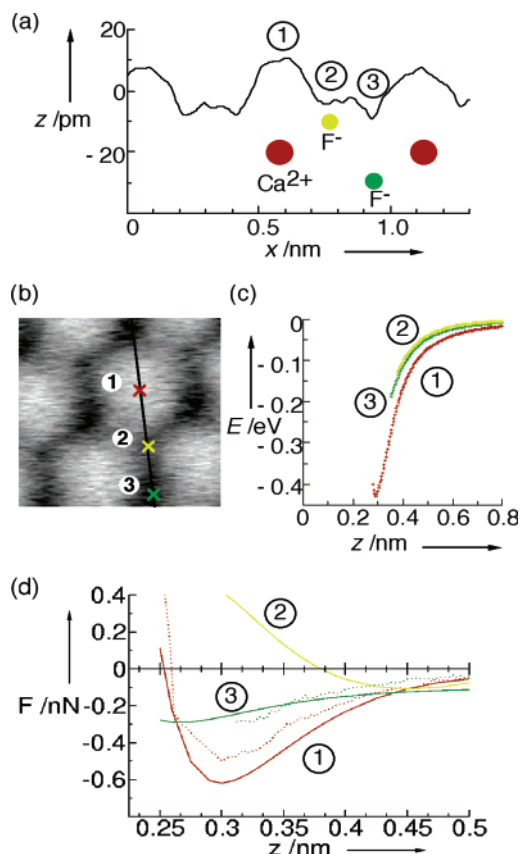 (a)
20
0
- 20
z /pm
1
2
3
F-
Ca2+
F-
0 0.5 1.0
x /nm
(b)
1
2
3
(c)
0
- 0.1
- 0.2
- 0.3
- 0.4
E /eV
2
1
3
0 0.2 0.4 0.6 0.8
z /nm
(d)
0.4
0.2
0
-0.2
-0.4
-0.6
F /nN
2
3
1
0.25 0.3 0.35 0.4 0.45 0.5
z /nm